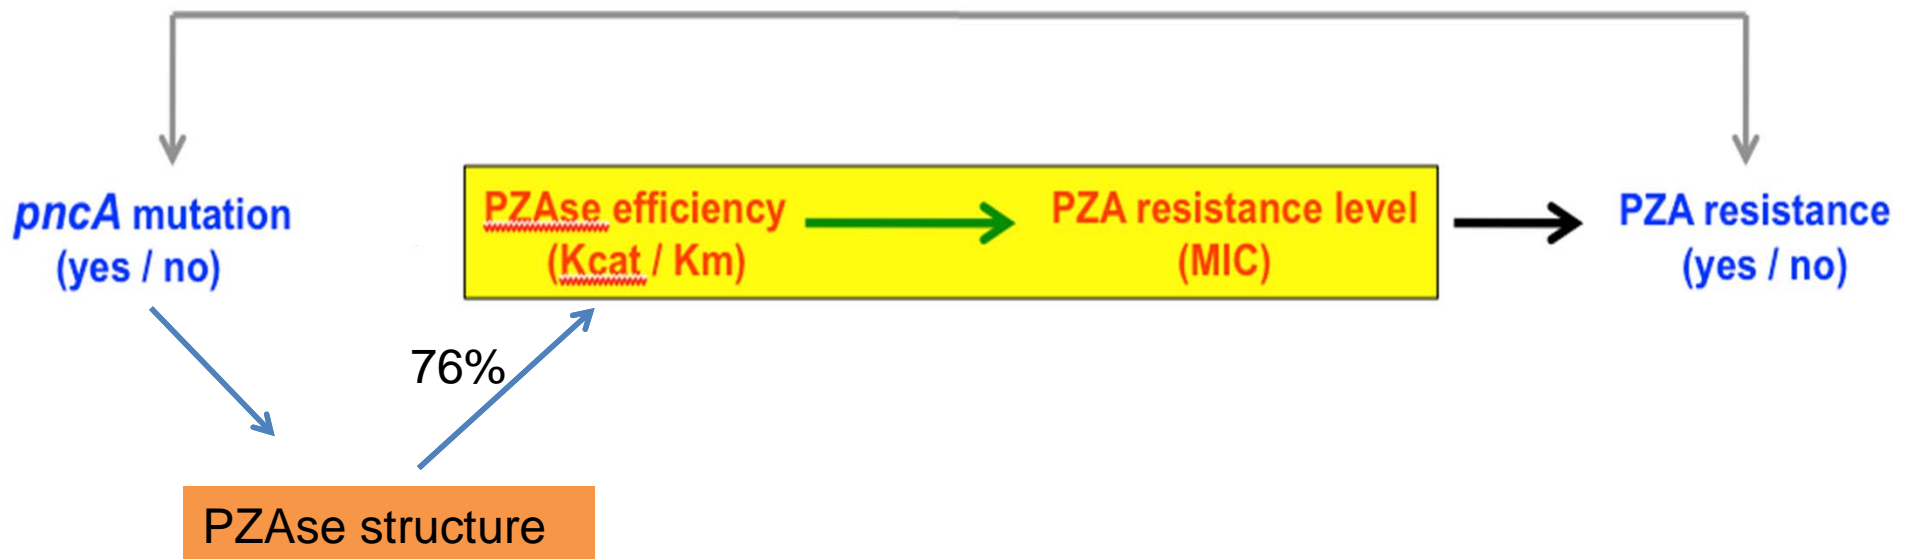 pncA mutation
(yes / no)
PZAse efficiency
(Kcat / Km)
PZA resistance level
(MIC)
PZA resistance
(yes / no)
76%
PZAse structure